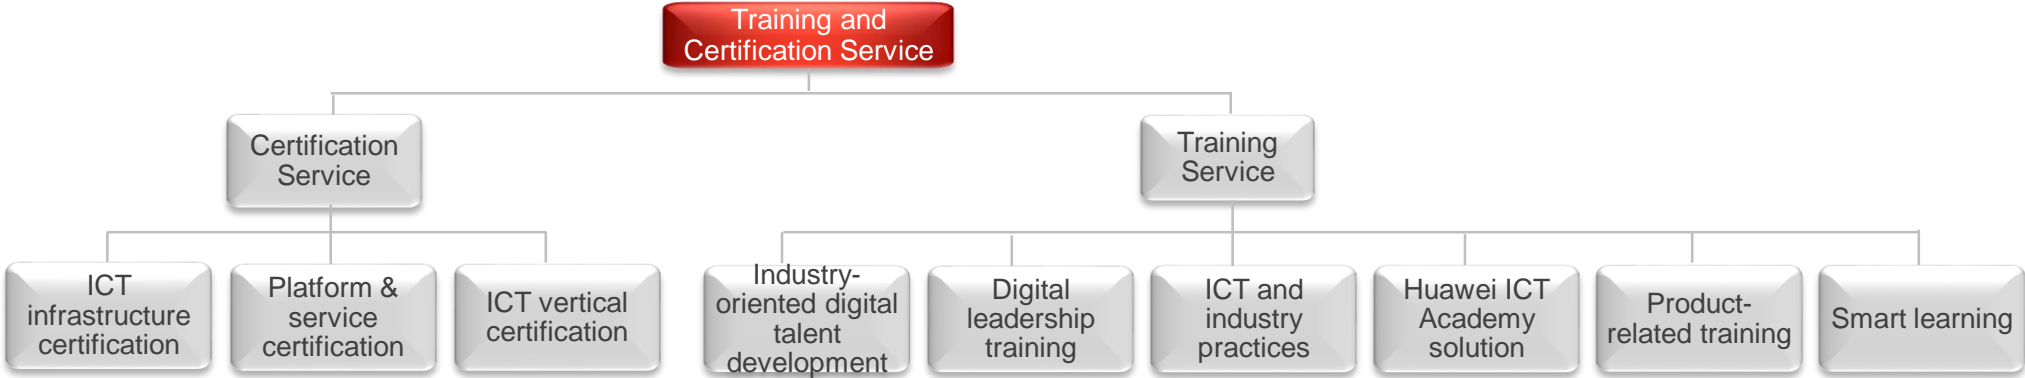 Training and
Certification Service
Certification
Service
Training
Service
ICT
infrastructure
certification
Platform &
service
certification
ICT vertical
certification
Industry-
oriented digital
talent
development
Digital
leadership
training
ICT and
industry
practices
Huawei ICT
Academy
solution
Product-
related training
Smart learning